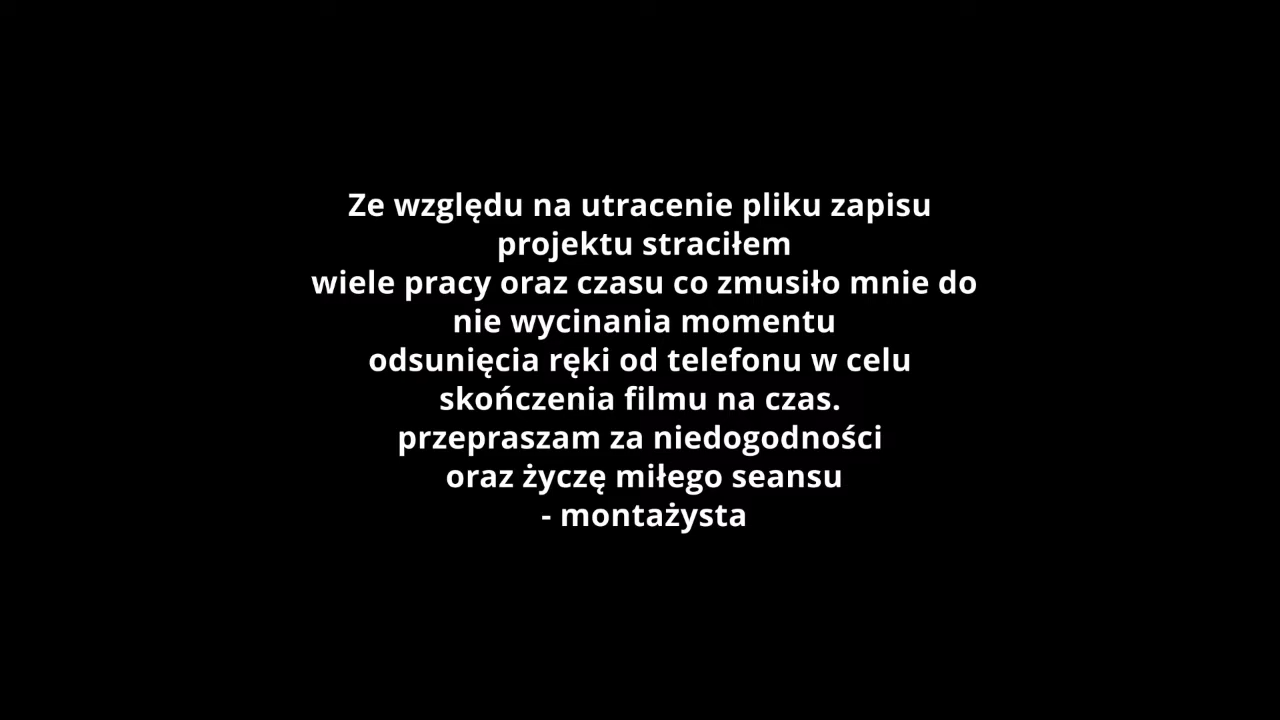 Ze względu na utracenie pliku zapisu
projektu straciłem
wiele pracy oraz czasu co zmusiło mnie do
nie wycinania momentu
odsunięcia ręki od telefonu w celu
skończenia filmu na czas.
przepraszam za niedogodności
oraz życzę miłego seansu
- montażysta